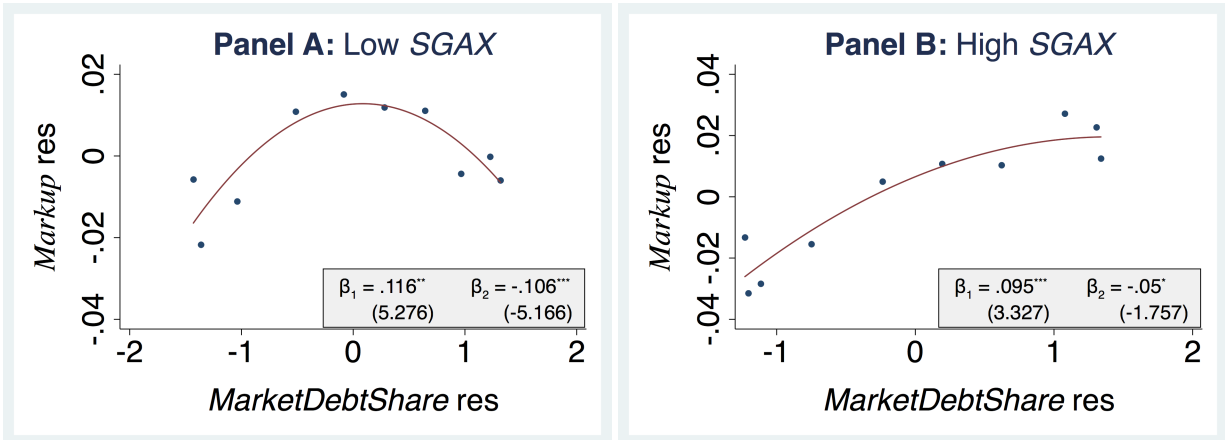 Panel A: Low SGAX
.02
0
-.02
-.04
Markup res
β1 = .116** β2 = -.106***
(5.276) (-5.166)
-2 -1 0 1 2
MarketDebtShare res
Panel B: High SGAX
.04
.02
0
-.02
-.04
Markup res
β1 = .095*** β2 = -.05*
(3.327) (-1.757)
-1 0 1 2
MarketDebtShare res